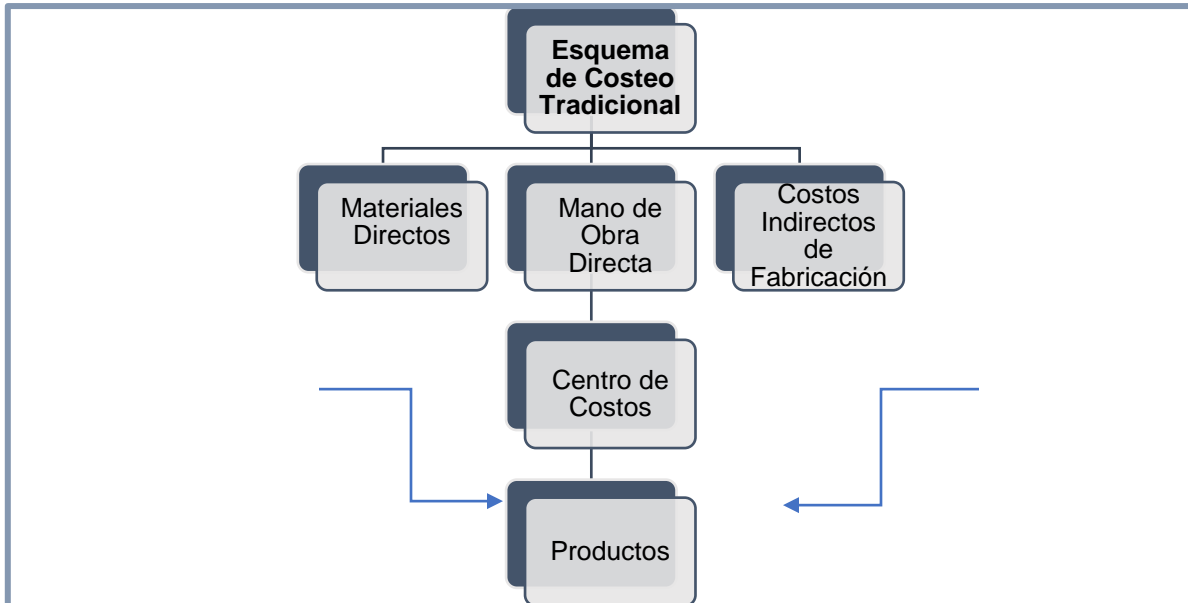 Esquema
de Costeo
Tradicional
Materiales
Directos
Mano de
Obra
Directa
Costos
Indirectos
de
Fabricación
Centro de
Costos
Productos